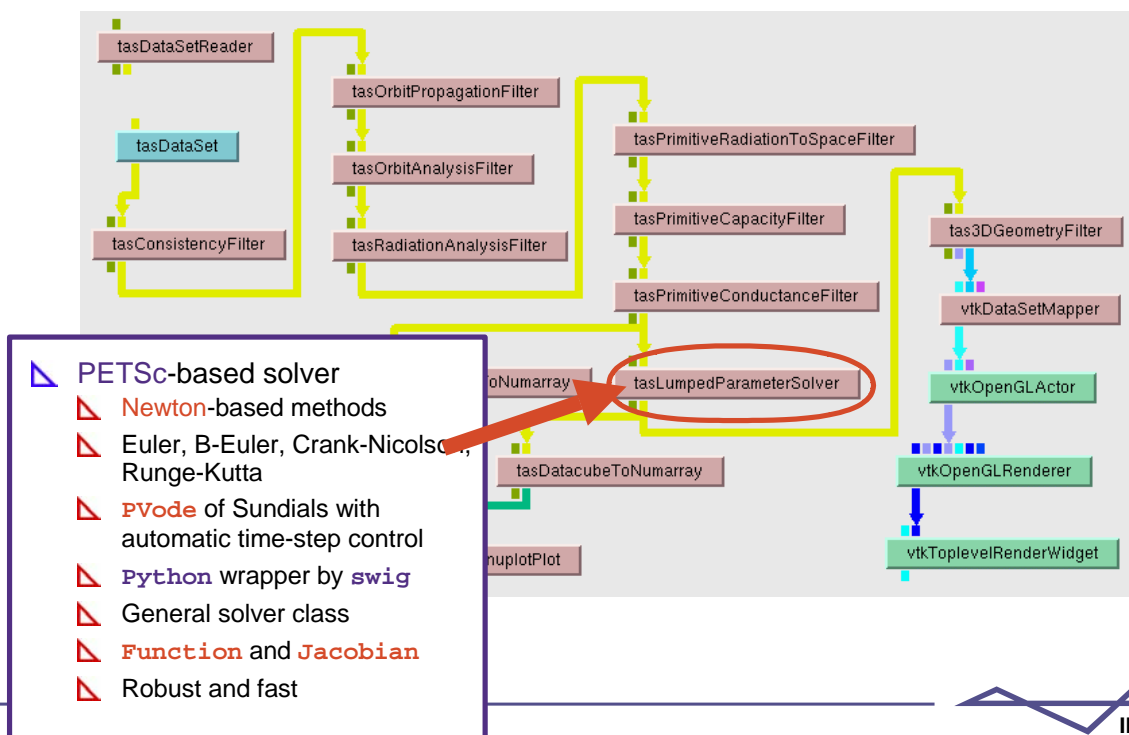 tasDataSetReader
tasOrbitPropagationFilter
tasPrimitiveRadiationToSpaceFilter
tasDataSet
tasOrbitAnalysisFilter
tasPrimitiveCapacityFilter
tas3DGeometryFilter
tasConsistencyFilter
tasRadiationAnalysisFilter
tasPrimitiveConductanceFilter
vtkDataSetMapper
ToNumarray
tasLumpedParameterSolver
vtkOpenGLActor
tasDatacubeToNumarray
vtkOpenGLRenderer
nuplotPlot
vtkToplevelRenderWidget
PETSc-based solver
Newton-based methods
Euler, B-Euler, Crank-Nicolson,
Runge-Kutta
PVode of Sundials with
automatic time-step control
Python wrapper by swig
General solver class
Function and Jacobian
Robust and fast